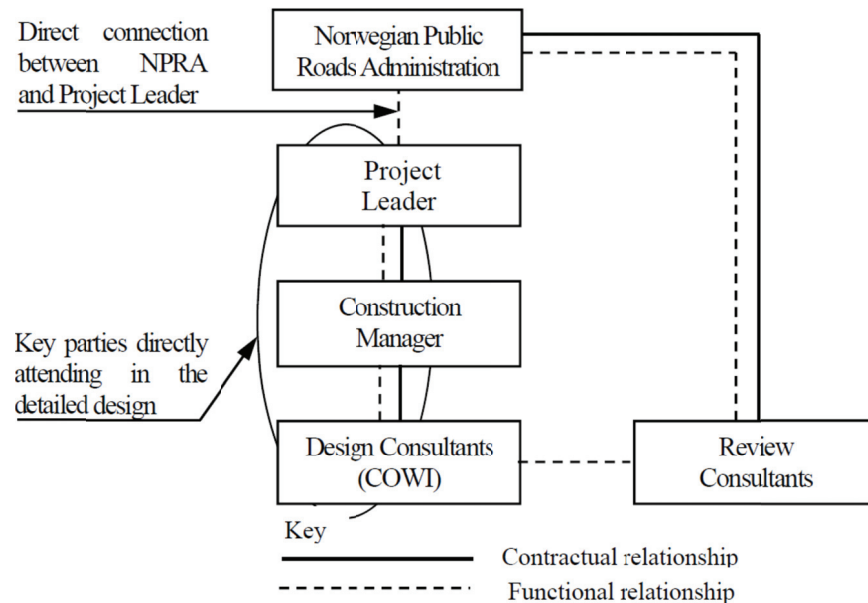 Direct connection
between NPRA
and Project Leader
Norwegian Public
Roads Administration
Project
Leader
Construction
Manager
Key parties directly
attending in the
detailed design
Design Consultants
(COWI)
Review
Consultants
Key
Contractual relationship
Functional relationship